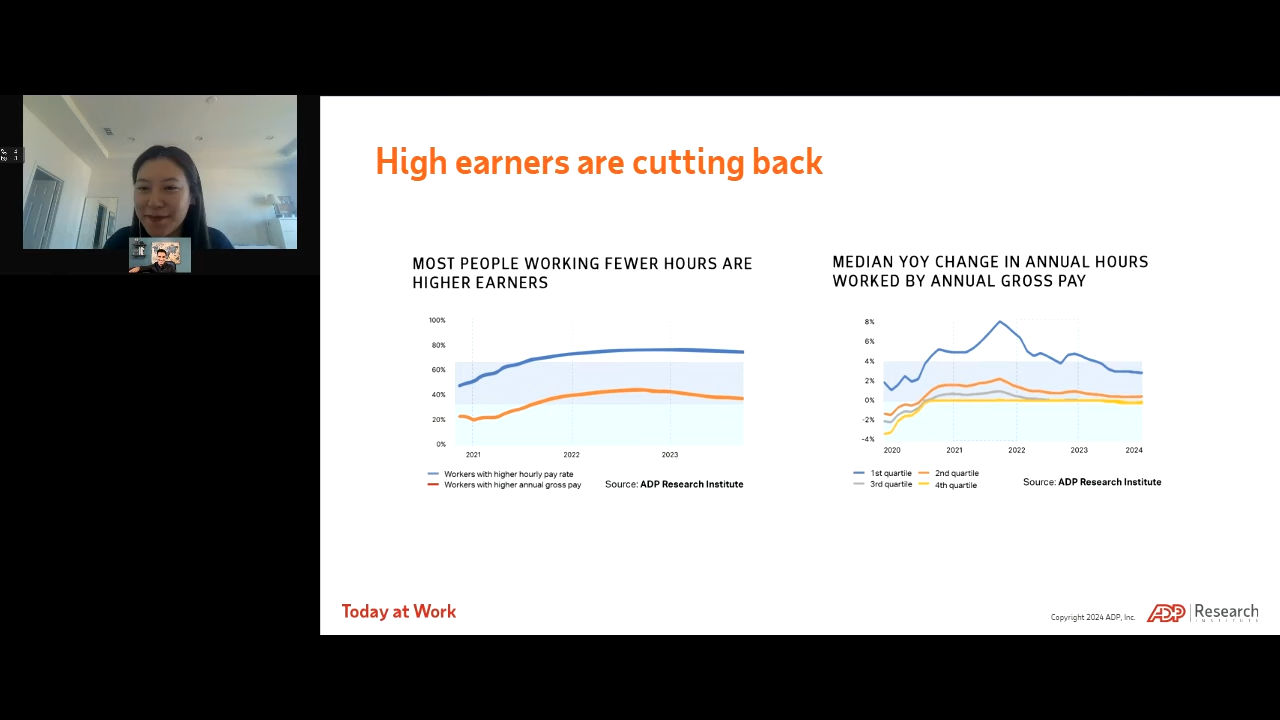 High earners are cutting back
MOST PEOPLE WORKING FEWER HOURS ARE
HIGHER EARNERS
100%
80%
60%
40%
20%
0%
2021 2022 2023
Workers with higher hourly pay rate
Workers with higher annual gross pay
Source: ADP Research Institute
MEDIAN YOY CHANGE IN ANNUAL HOURS
WORKED BY ANNUAL GROSS PAY
8%
6%
4%
2%
0%
-2%
-4%
2020 2021 2022 2023 2024
1st quartile 2nd quartile
3rd quartile 4th quartile
Source: ADP Research Institute
Today at Work
Copyright 2024 ADP, Inc.
ADP Research
INSTITUTE